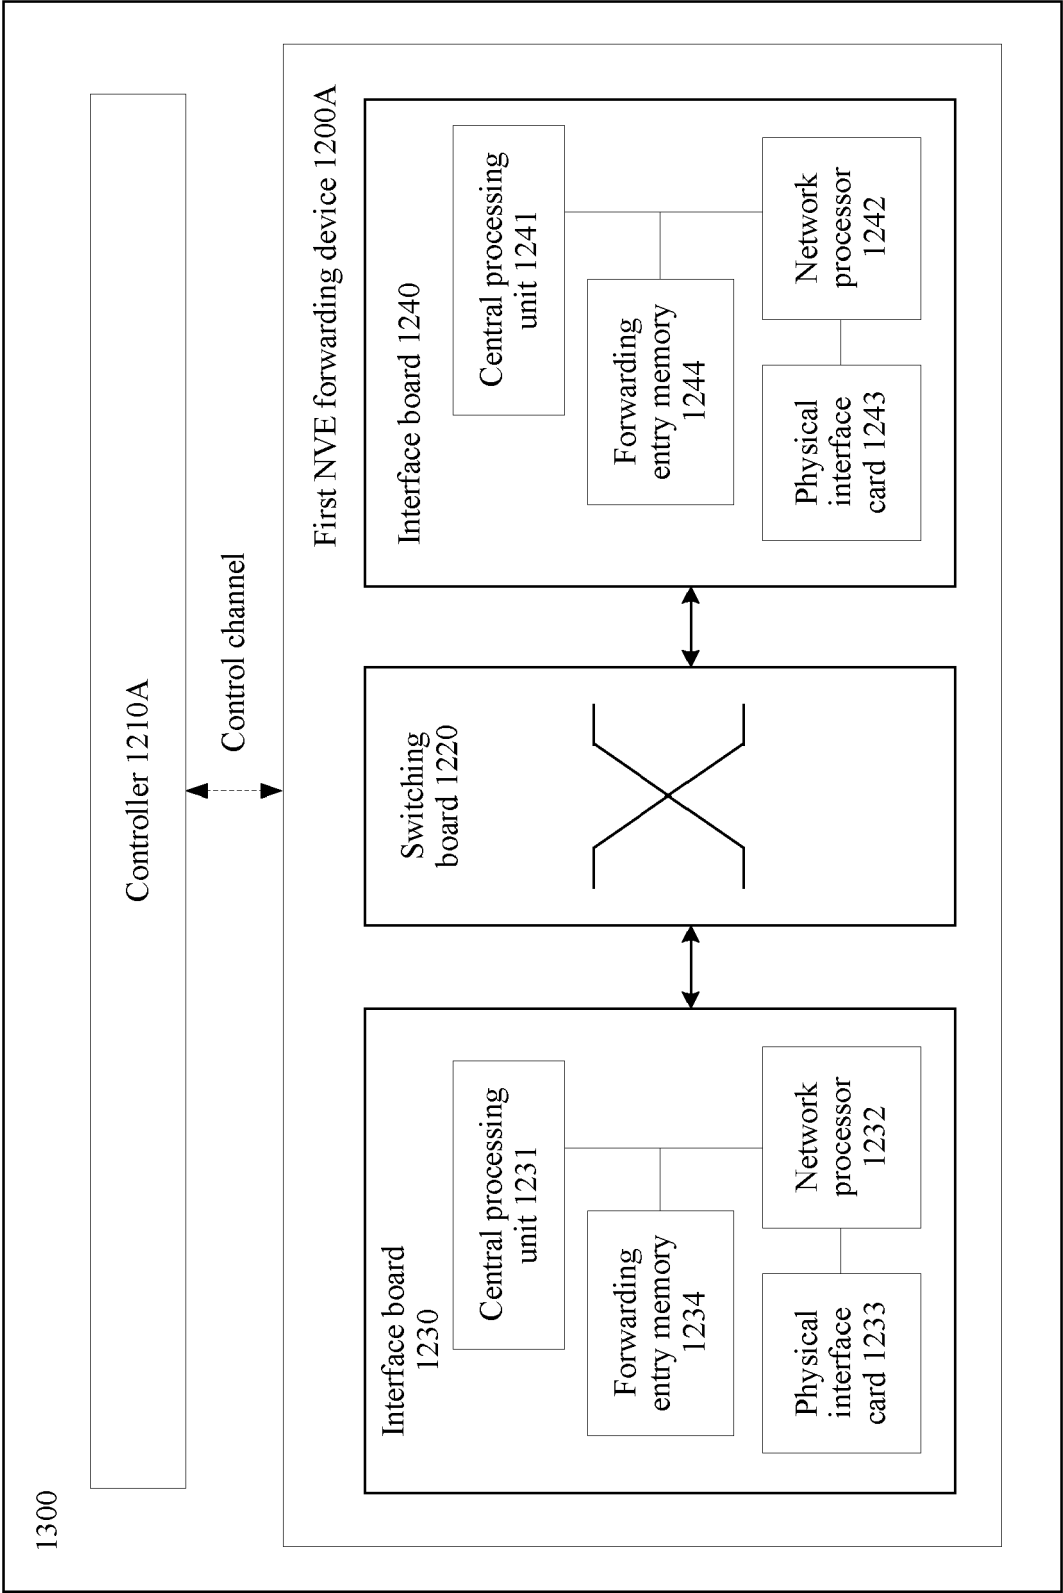 1300
Controller 1210A
Control channel
First NVE forwarding device 1200A
Interface board
1230
Central processing
unit 1231
Forwarding
entry memory
1234
Physical
interface
card 1233
Network
processor
1232
Switching
board 1220
Interface board 1240
Central processing
unit 1241
Forwarding
entry memory
1244
Physical
interface
card 1243
Network
processor
1242